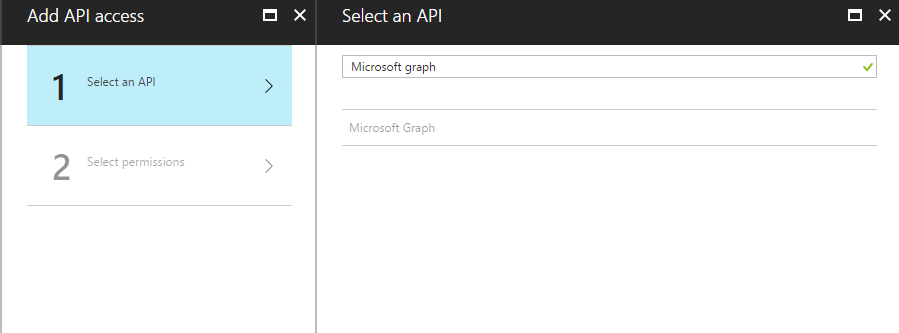 Add API access
1 Select an API
2 Select permissions
Select an API
Microsoft graph
Microsoft Graph